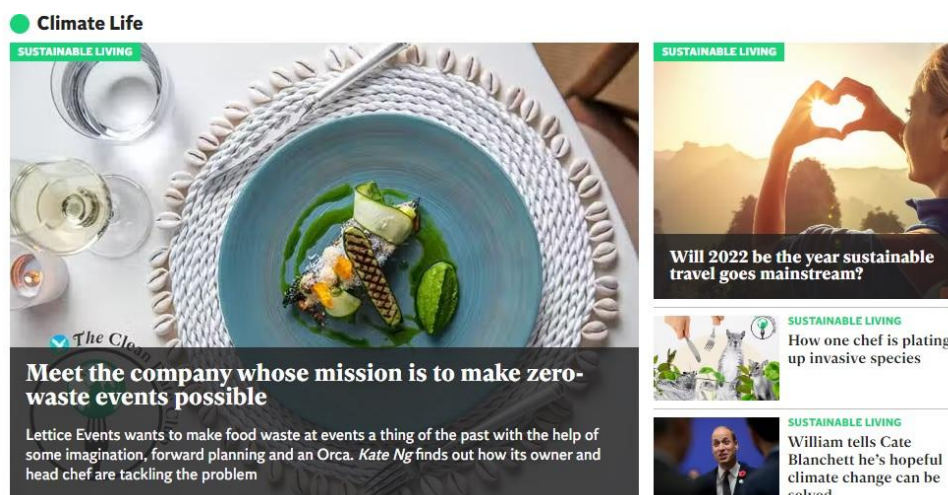 Climate Life
SUSTAINABLE LIVING
The Clean
Meet the company whose mission is to make zero-
waste events possible
Lettice Events wants to make food waste at events a thing of the past with the help of
some imagination, forward planning and an Orca. Kate Ng finds out how its owner and
head chef are tackling the problem
SUSTAINABLE LIVING
Will 2022 be the year sustainable
travel goes mainstream?
SUSTAINABLE LIVING
How one chef is plating
up invasive species
SUSTAINABLE LIVING
William tells Cate
Blanchett he's hopeful
climate change can be
solved